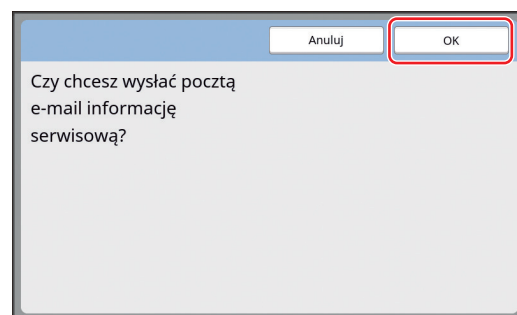 Anuluj
OK
Czy chcesz wysłać pocztą
e-mail informację
serwisową?